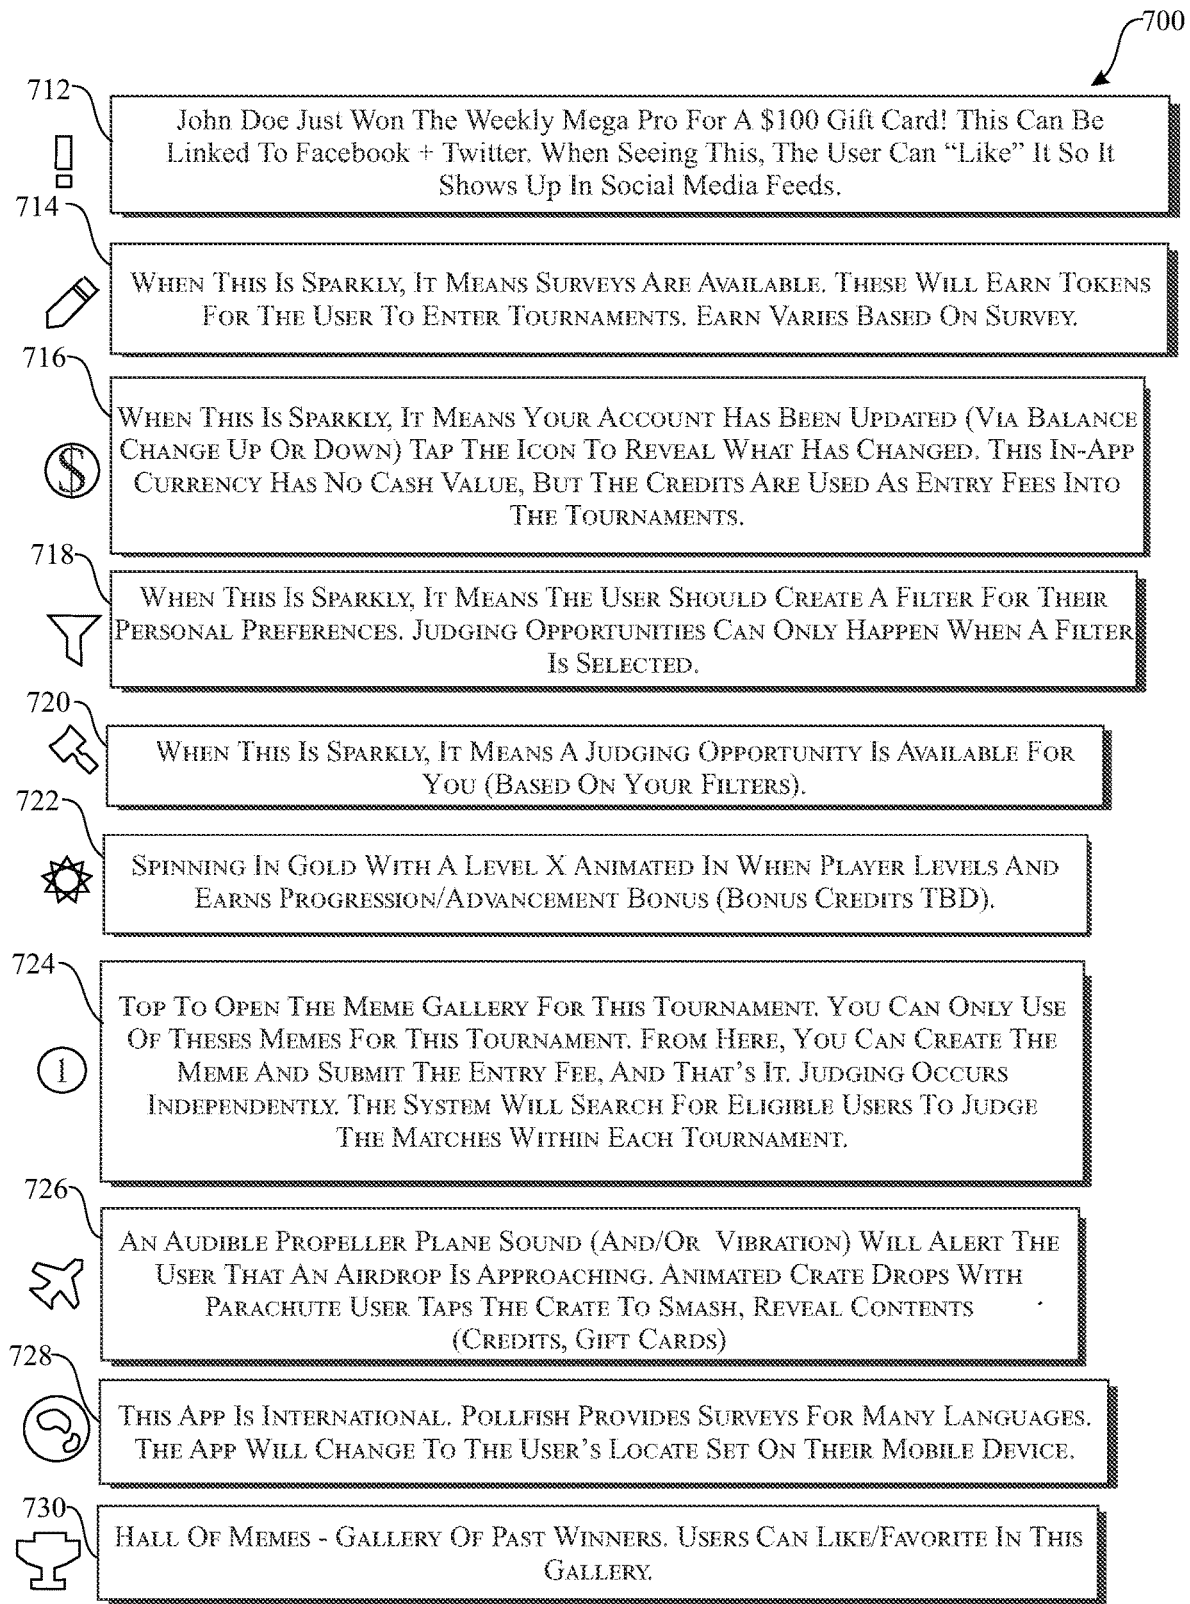 700
712
John Doe Just Won The Weekly Mega Pro For A $100 Gift Card! This Can Be
Linked To Facebook + Twitter. When Seeing This, The User Can “Like” It So It
Shows Up In Social Media Feeds.
714
When This Is Sparkly, It Means Surveys Are Available. These Will Earn Tokens
For The User To Enter Tournaments. Earn Varies Based On Survey.
716
When This Is Sparkly, It Means Your Account Has Been Updated (Via Balance
Change Up Or Down) Tap The Icon To Reveal What Has Changed. This In-App
Currency Has No Cash Value, But The Credits Are Used As Entry Fees Into
The Tournaments.
$
718
When This Is Sparkly, It Means The User Should Create A Filter For Their
Personal Preferences. Judging Opportunities Can Only Happen When A Filter
Is Selected.
720
When This Is Sparkly, It Means A Judging Opportunity Is Available For
You (Based On Your Filters).
722
Spinning In Gold With A Level X Animated In When Player Levels And
Earns Progression/Advancement Bonus (Bonus Credits TBD).
724
Top To Open The Meme Gallery For This Tournament. You Can Only Use
Of Theses Memes For This Tournament. From Here, You Can Create The
Meme And Submit The Entry Fee, And That’s It. Judging Occurs
Independently. The System Will Search For Eligible Users To Judge
The Matches Within Each Tournament.
1
726
An Audible Propeller Plane Sound (And/Or Vibration) Will Alert The
User That An Airdrop Is Approaching. Animated Crate Drops With
Parachute User Taps The Crate To Smash, Reveal Contents
(Credits, Gift Cards)
728
This App Is International. Pollfish Provides Surveys For Many Languages.
The App Will Change To The User’s Locate Set On Their Mobile Device.
730
Hall Of Memes - Gallery Of Past Winners. Users Can Like/Favorite In This
Gallery.